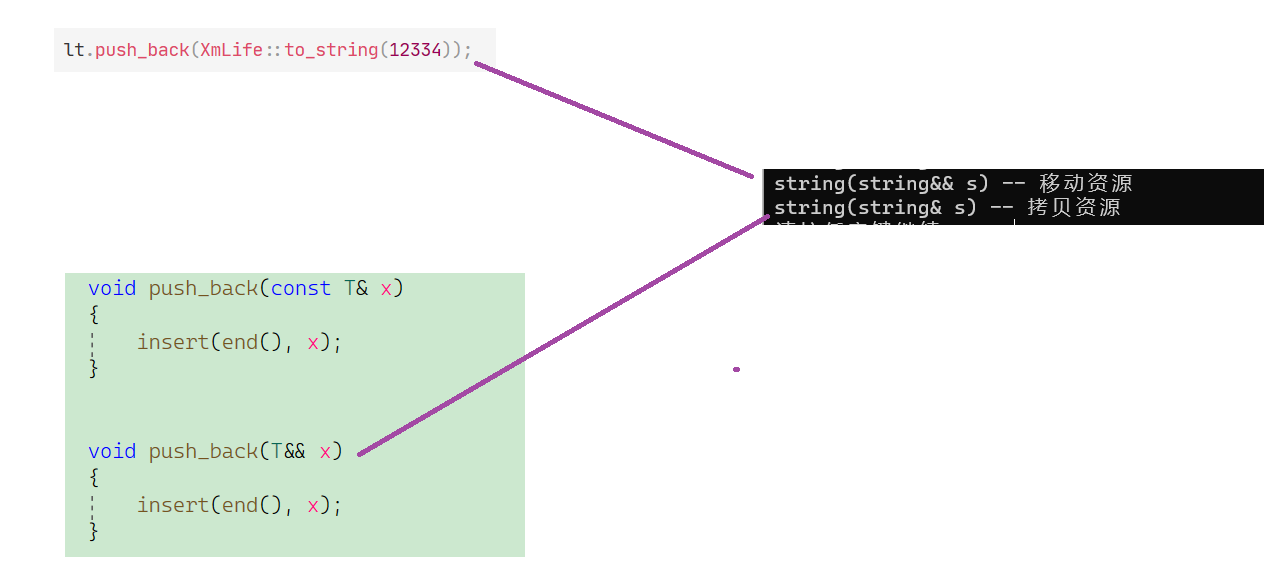 lt.push_back(XmLife::to_string(12334));
string(string&& s) -- 移动资源
string(string& s) -- 拷贝资源
void push_back(const T& x)
{
insert(end(), x);
}
void push_back(T&& x)
{
insert(end(), x);
}